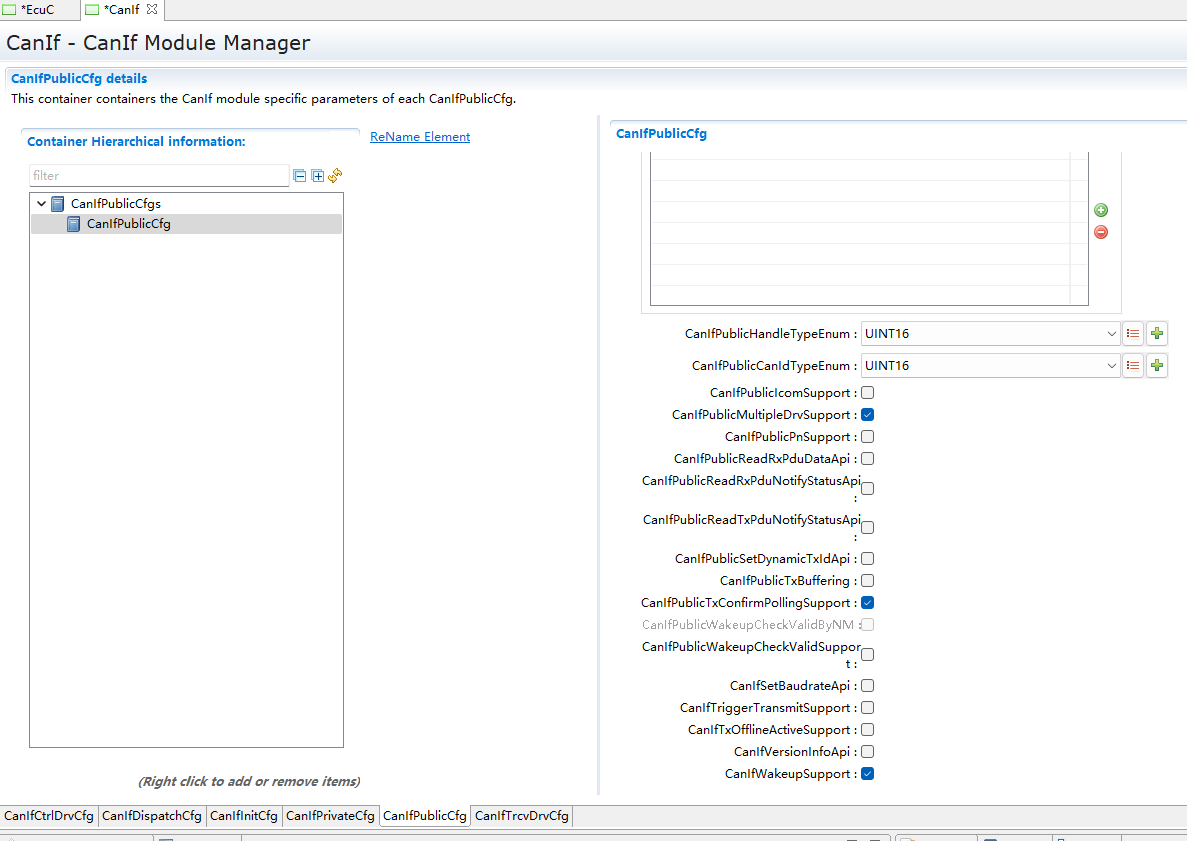 *EcuC
*CanIf
CanIf - CanIf Module Manager
CanIfPublicCfg details
This container containers the CanIf module specific parameters of each CanIfPublicCfg.
Container Hierarchical information:
ReName Element
filter
CanIfPublicCfgs
CanIfPublicCfg
(Right click to add or remove items)
CanIfPublicCfg
CanIfPublicHandleTypeEnum : UINT16
CanIfPublicCanIdTypeEnum : UINT16
CanIfPublicIcomSupport :
CanIfPublicMultipleDrvSupport :
CanIfPublicPnSupport :
CanIfPublicReadRxPduDataApi :
CanIfPublicReadRxPduNotifyStatusApi
:
CanIfPublicReadTxPduNotifyStatusApi
:
CanIfPublicSetDynamicTxIdApi :
CanIfPublicTxBuffering :
CanIfPublicTxConfirmPollingSupport :
CanIfPublicWakeupCheckValidByNM :
CanIfPublicWakeupCheckValidSuppor
t :
CanIfSetBaudrateApi :
CanIfTriggerTransmitSupport :
CanIfTxOfflineActiveSupport :
CanIfVersionInfoApi :
CanIfWakeupSupport :
CanIfCtrlDrvCfg
CanIfDispatchCfg
CanIfInitCfg
CanIfPrivateCfg
CanIfPublicCfg
CanIfTrcvDrvCfg